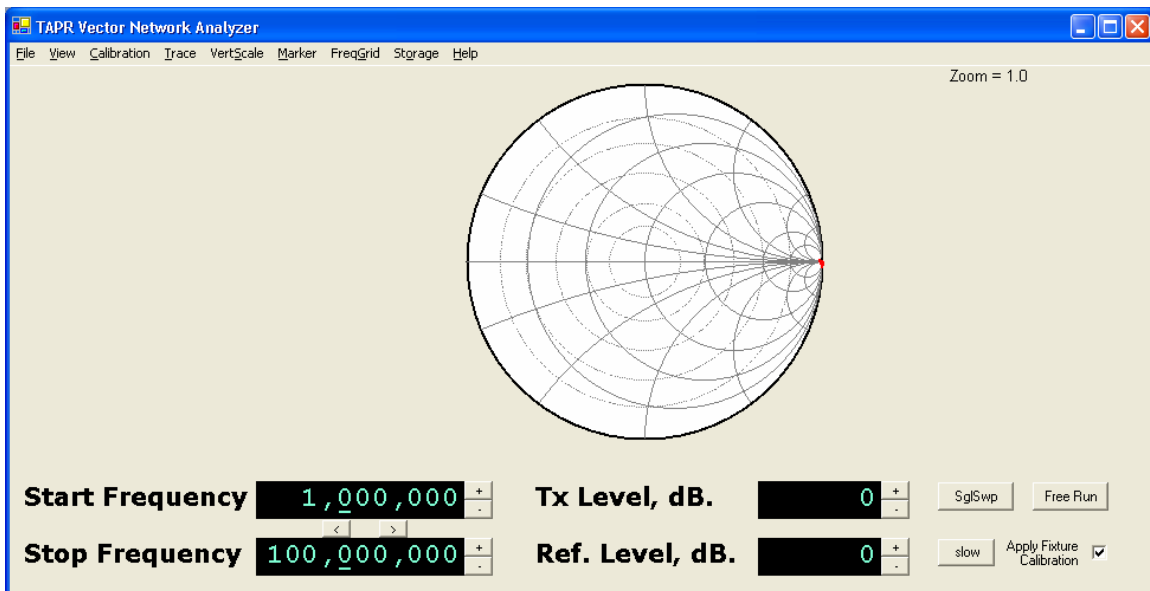 TAPR Vector Network Analyzer
File View Calibration Trace VertScale Marker FreqGrid Storage Help
Zoom = 1.0
Start Frequency 1,000,000 + -
< >
Stop Frequency 100,000,000 + -
Tx Level, dB. 0 + -
Ref. Level, dB. 0 + -
SglSwp Free Run
slow Apply Fixture
Calibration